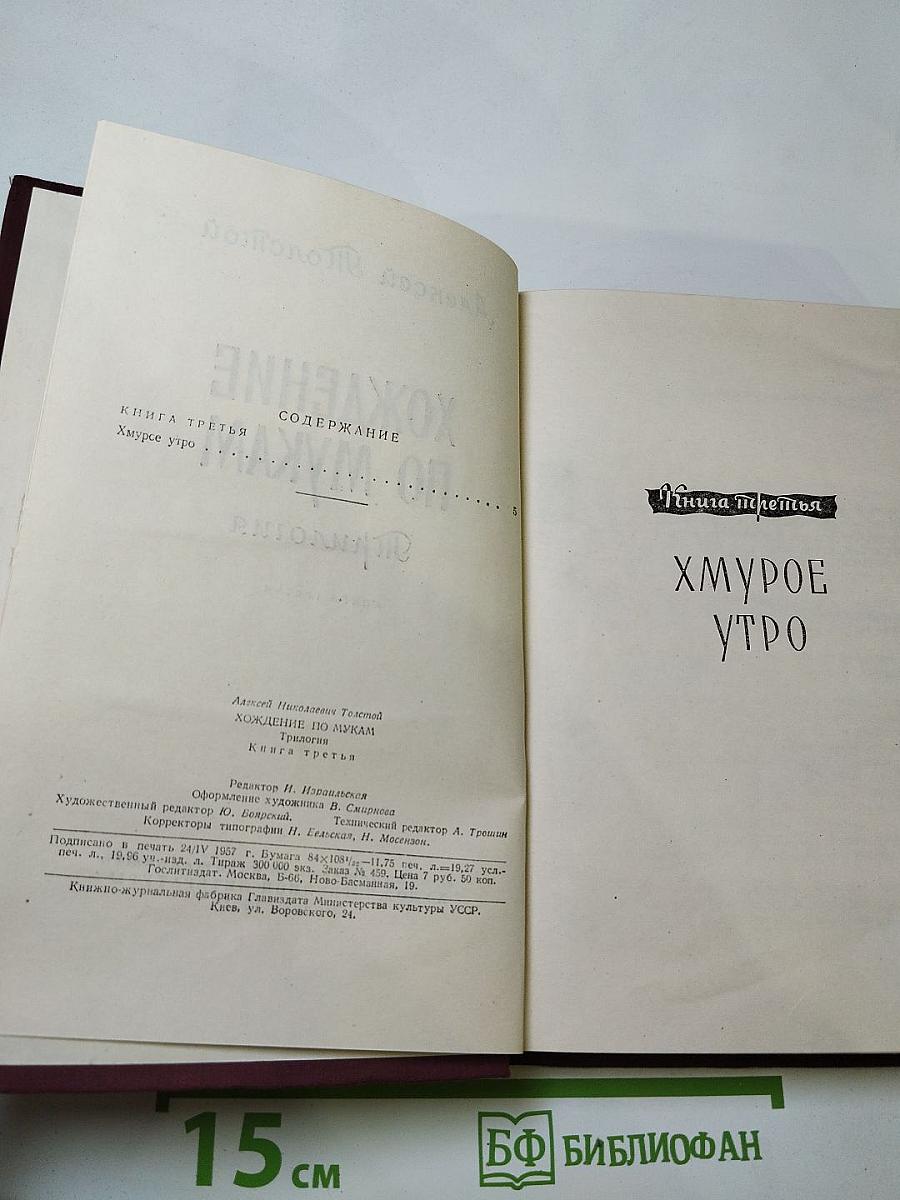 СОДЕРЖАНИЕ
КНИГА ТРЕТЬЯ
Хмурсе утро . . . . . . . . . . . . . . . . . . . . . . . . . . . . 5
Алексей Николаевич Толстой
ХОЖДЕНИЕ ПО МУКАМ
Трилогия
Книга третья
Редактор И. Израильская
Оформление художника В. Смирнова
Художественный редактор Ю. Боярский. Технический редактор А. Трошин
Корректоры типографии Н. Бельская, Н. Мосензон.
Подписано в печать 24/IV 1957 г. Бумага 84×108¹/₃₂—11,75 печ. л.=19,27 усл.-
печ. л., 19,96 уч.-изд. л. Тираж 300 000 экз. Заказ № 459. Цена 7 руб. 50 коп.
Гослитиздат. Москва, Б-66, Ново-Басманная, 19.
Книжно-журнальная фабрика Главиздата Министерства культуры УССР.
Киев, ул. Воровского, 24.
Книга третья
ХМУРОЕ
УТРО
15 см
БФ БИБЛИОФАН